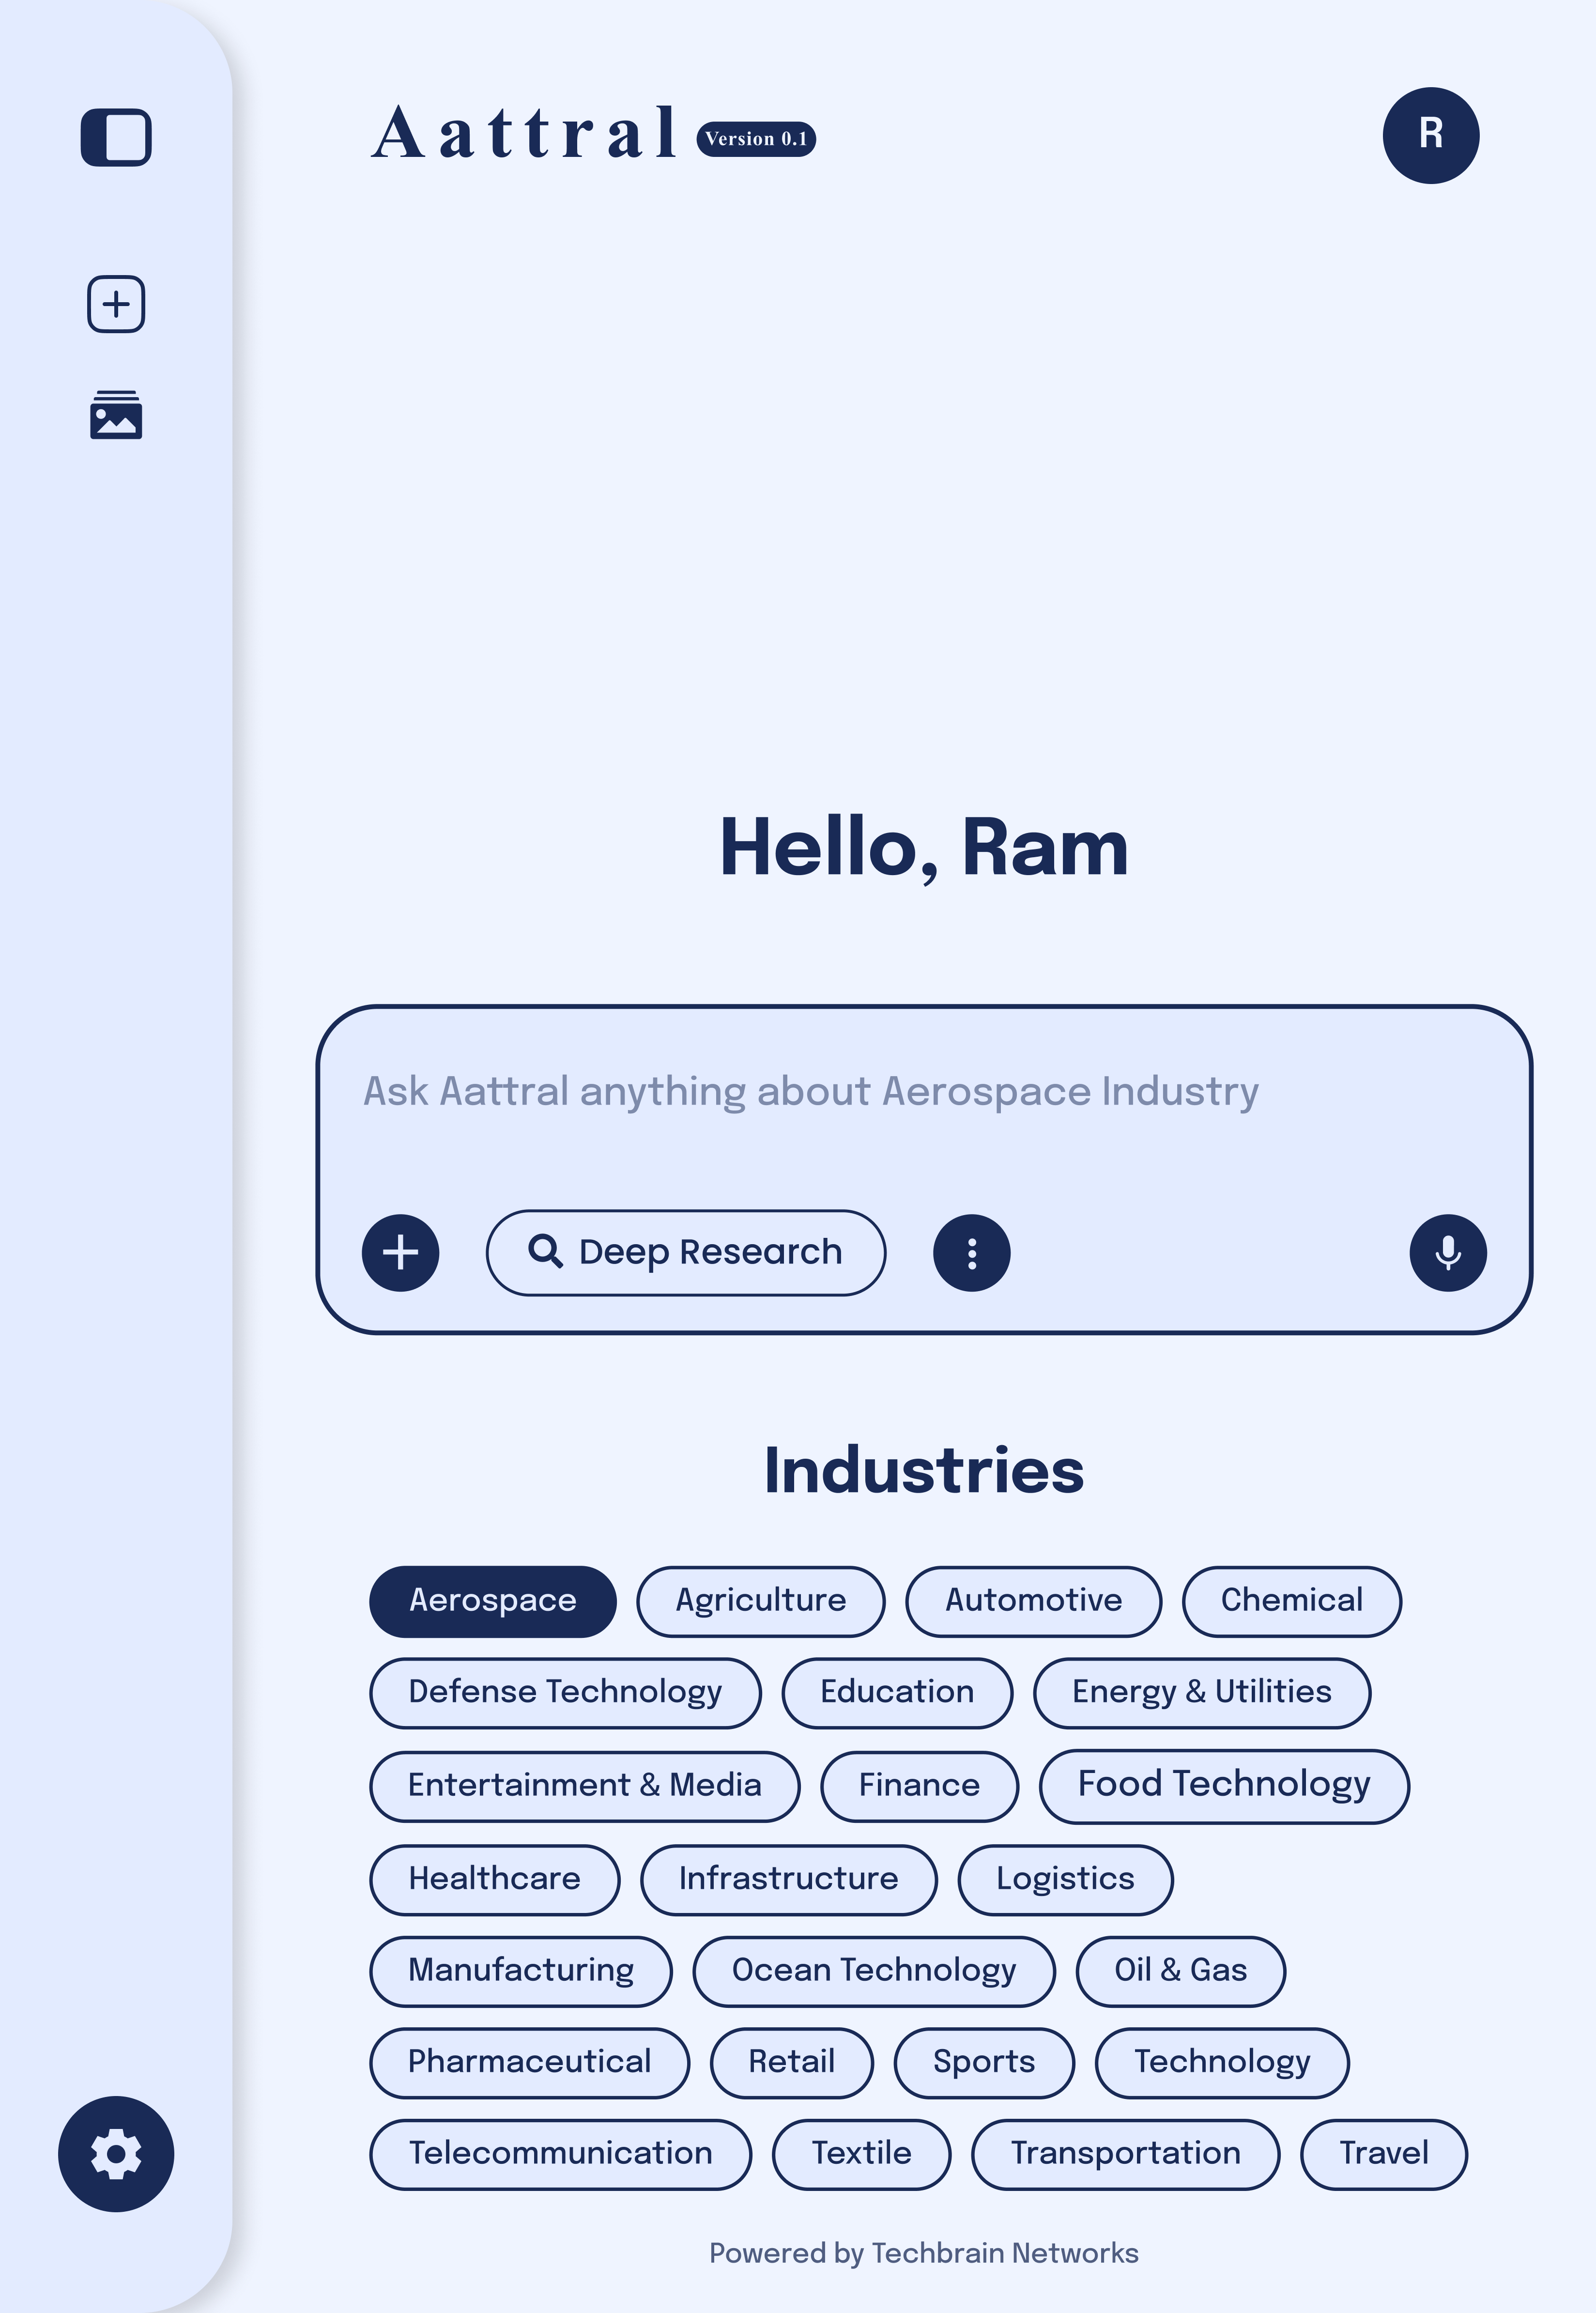 Aattral Version 0.1
R
Hello, Ram
Ask Aattral anything about Aerospace Industry
Deep Research
Industries
Aerospace Agriculture Automotive Chemical
Defense Technology Education Energy & Utilities
Entertainment & Media Finance Food Technology
Healthcare Infrastructure Logistics
Manufacturing Ocean Technology Oil & Gas
Pharmaceutical Retail Sports Technology
Telecommunication Textile Transportation Travel
Powered by Techbrain Networks